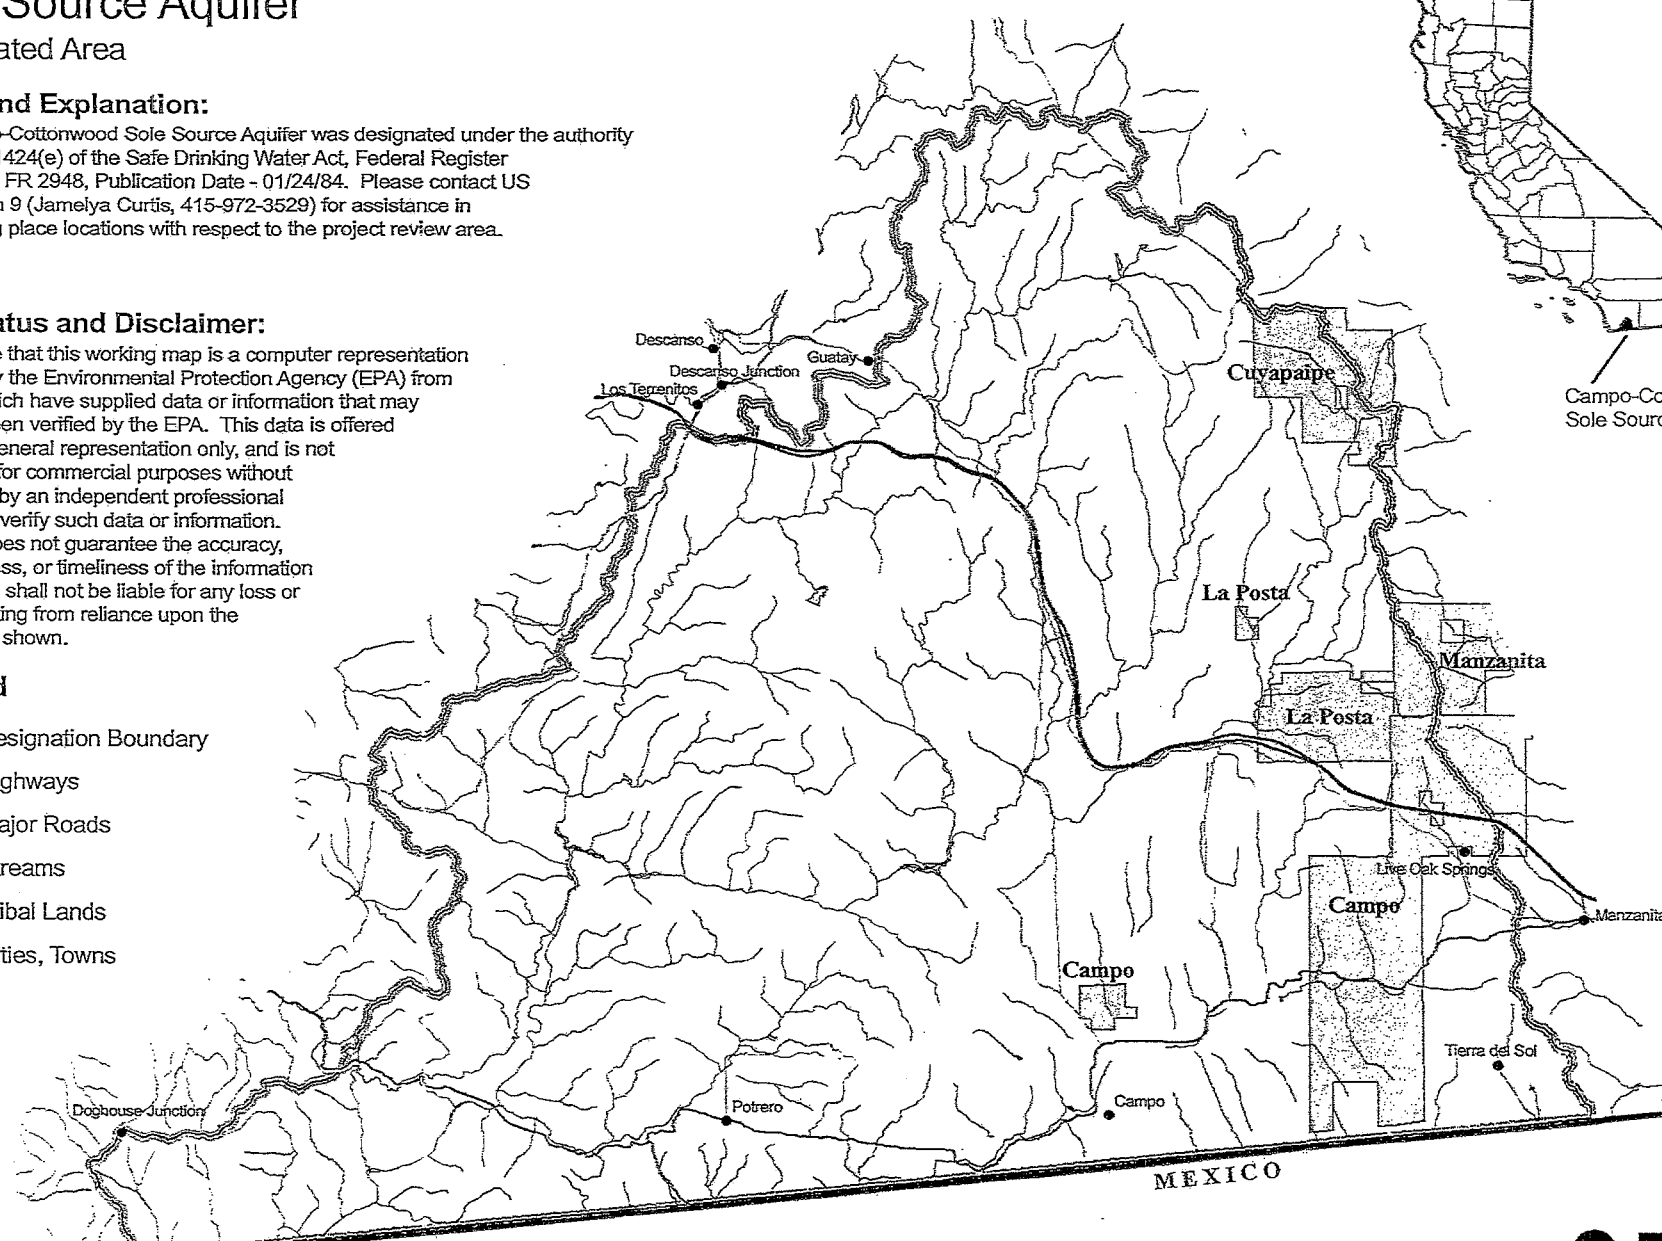 Source Aquifer
ated Area
nd Explanation:
-Cottonwood Sole Source Aquifer was designated under the authority
424(e) of the Safe Drinking Water Act, Federal Register
FR 2948, Publication Date - 01/24/84. Please contact US
9 (Jamelya Curtis, 415-972-3529) for assistance in
place locations with respect to the project review area.
atus and Disclaimer:
that this working map is a computer representation
the Environmental Protection Agency (EPA) from
ich have supplied data or information that may
en verified by the EPA. This data is offered
eneral representation only, and is not
for commercial purposes without
by an independent professional
verify such data or information.
oes not guarantee the accuracy,
ss, or timeliness of the information
shall not be liable for any loss or
ing from reliance upon the
shown.
d
esignation Boundary
ghways
ajor Roads
reams
ibal Lands
ties, Towns
Campo-Co
Sole Sourc
Descanso
Guatay
Descanso Junction
Los Terrenitos
Cuyapaipe
La Posta
Manzanita
La Posta
Live Oak Springs
Campo
Manzanita
Campo
Tierra del Sol
Campo
Potrero
Doghouse Junction
MEXICO